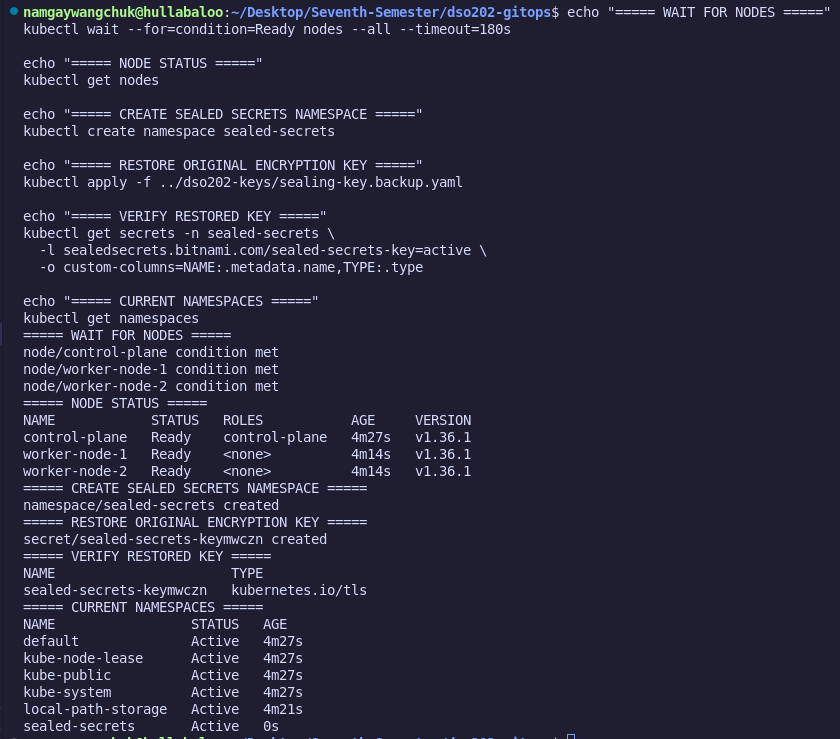 namgaywangchuk@hullabaloo:~/Desktop/Seventh-Semester/dso202-gitops$ echo "===== WAIT FOR NODES ====="
kubectl wait --for=condition=Ready nodes --all --timeout=180s
echo "===== NODE STATUS ====="
kubectl get nodes
echo "===== CREATE SEALED SECRETS NAMESPACE ====="
kubectl create namespace sealed-secrets
echo "===== RESTORE ORIGINAL ENCRYPTION KEY ====="
kubectl apply -f ../dso202-keys/sealing-key.backup.yaml
echo "===== VERIFY RESTORED KEY ====="
kubectl get secrets -n sealed-secrets \
  -l sealedsecrets.bitnami.com/sealed-secrets-key=active \
  -o custom-columns=NAME:.metadata.name,TYPE:.type
echo "===== CURRENT NAMESPACES ====="
kubectl get namespaces
===== WAIT FOR NODES =====
node/control-plane condition met
node/worker-node-1 condition met
node/worker-node-2 condition met
===== NODE STATUS =====
NAME            STATUS   ROLES           AGE     VERSION
control-plane   Ready    control-plane   4m27s   v1.36.1
worker-node-1   Ready    <none>          4m14s   v1.36.1
worker-node-2   Ready    <none>          4m14s   v1.36.1
===== CREATE SEALED SECRETS NAMESPACE =====
namespace/sealed-secrets created
===== RESTORE ORIGINAL ENCRYPTION KEY =====
secret/sealed-secrets-keymwczn created
===== VERIFY RESTORED KEY =====
NAME                      TYPE
sealed-secrets-keymwczn   kubernetes.io/tls
===== CURRENT NAMESPACES =====
NAME                 STATUS   AGE
default              Active   4m27s
kube-node-lease      Active   4m27s
kube-public          Active   4m27s
kube-system          Active   4m27s
local-path-storage   Active   4m21s
sealed-secrets       Active   0s